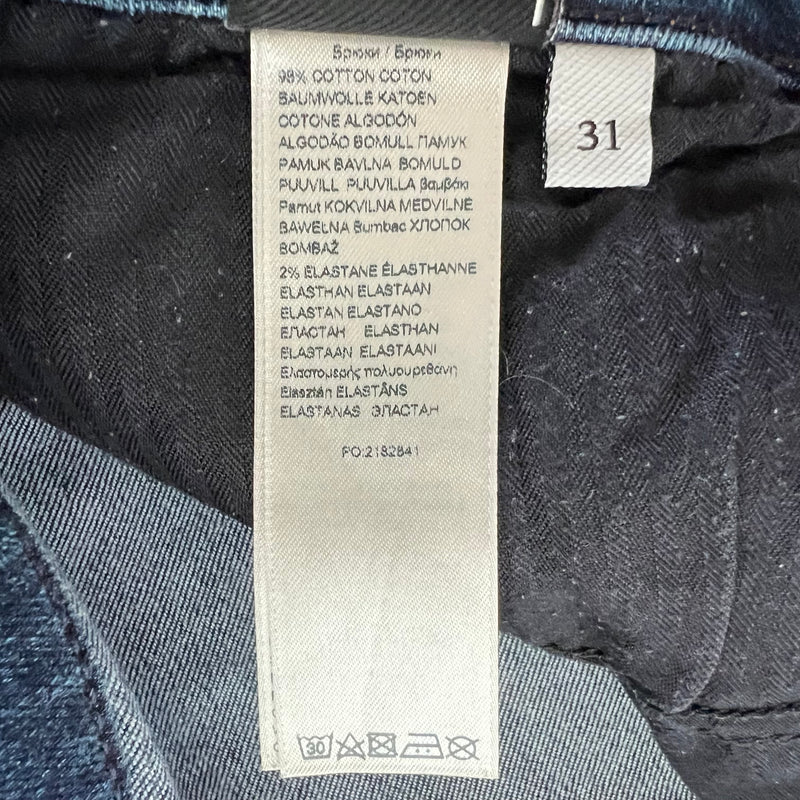 Брюки / Брюки
98% COTTON COTON
BAUMWOLLE KATOEN
COTONE ALGODÓN
ALGODÃO BOMULL ПАМУК
PAMUK BAVLNA BOMULD
PUUVILL PUUVILLA βαμβάκι
Pamut KOKVILNA MEDVILNĖ
BAWEŁNA Bumbac ХЛОПОК
BOMBAŽ
2% ELASTANE ÉLASTHANNE
ELASTHAN ELASTAAN
ELASTAN ELASTANO
ЕЛАСТАН ELASTHAN
ELASTAAN ELASTAANI
Ελαστομερής πολυουρεθάνη
Elasztán ELASTĀNS
ELASTANAS ЭЛАСТАН
PO:2182841
30
31